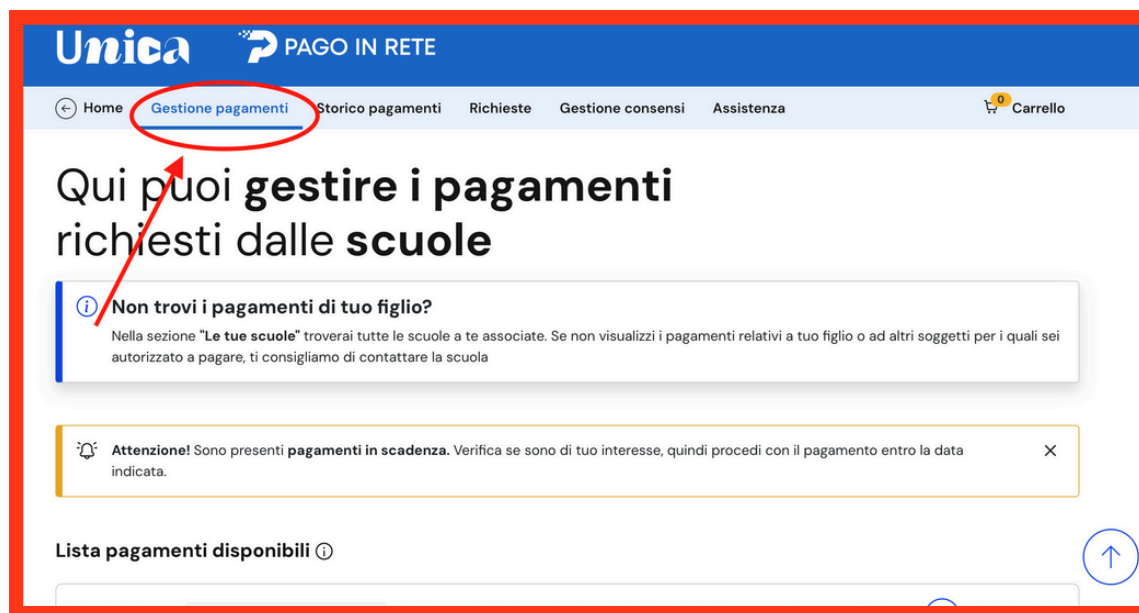 Unica PAGO IN RETE
Home Gestione pagamenti Storico pagamenti Richieste Gestione consensi Assistenza 0 Carrello
Qui puoi gestire i pagamenti
richiesti dalle scuole
Non trovi i pagamenti di tuo figlio?
Nella sezione "Le tue scuole" troverai tutte le scuole a te associate. Se non visualizzi i pagamenti relativi a tuo figlio o ad altri soggetti per i quali sei
autorizzato a pagare, ti consigliamo di contattare la scuola
Attenzione! Sono presenti pagamenti in scadenza. Verifica se sono di tuo interesse, quindi procedi con il pagamento entro la data
indicata.
Lista pagamenti disponibili